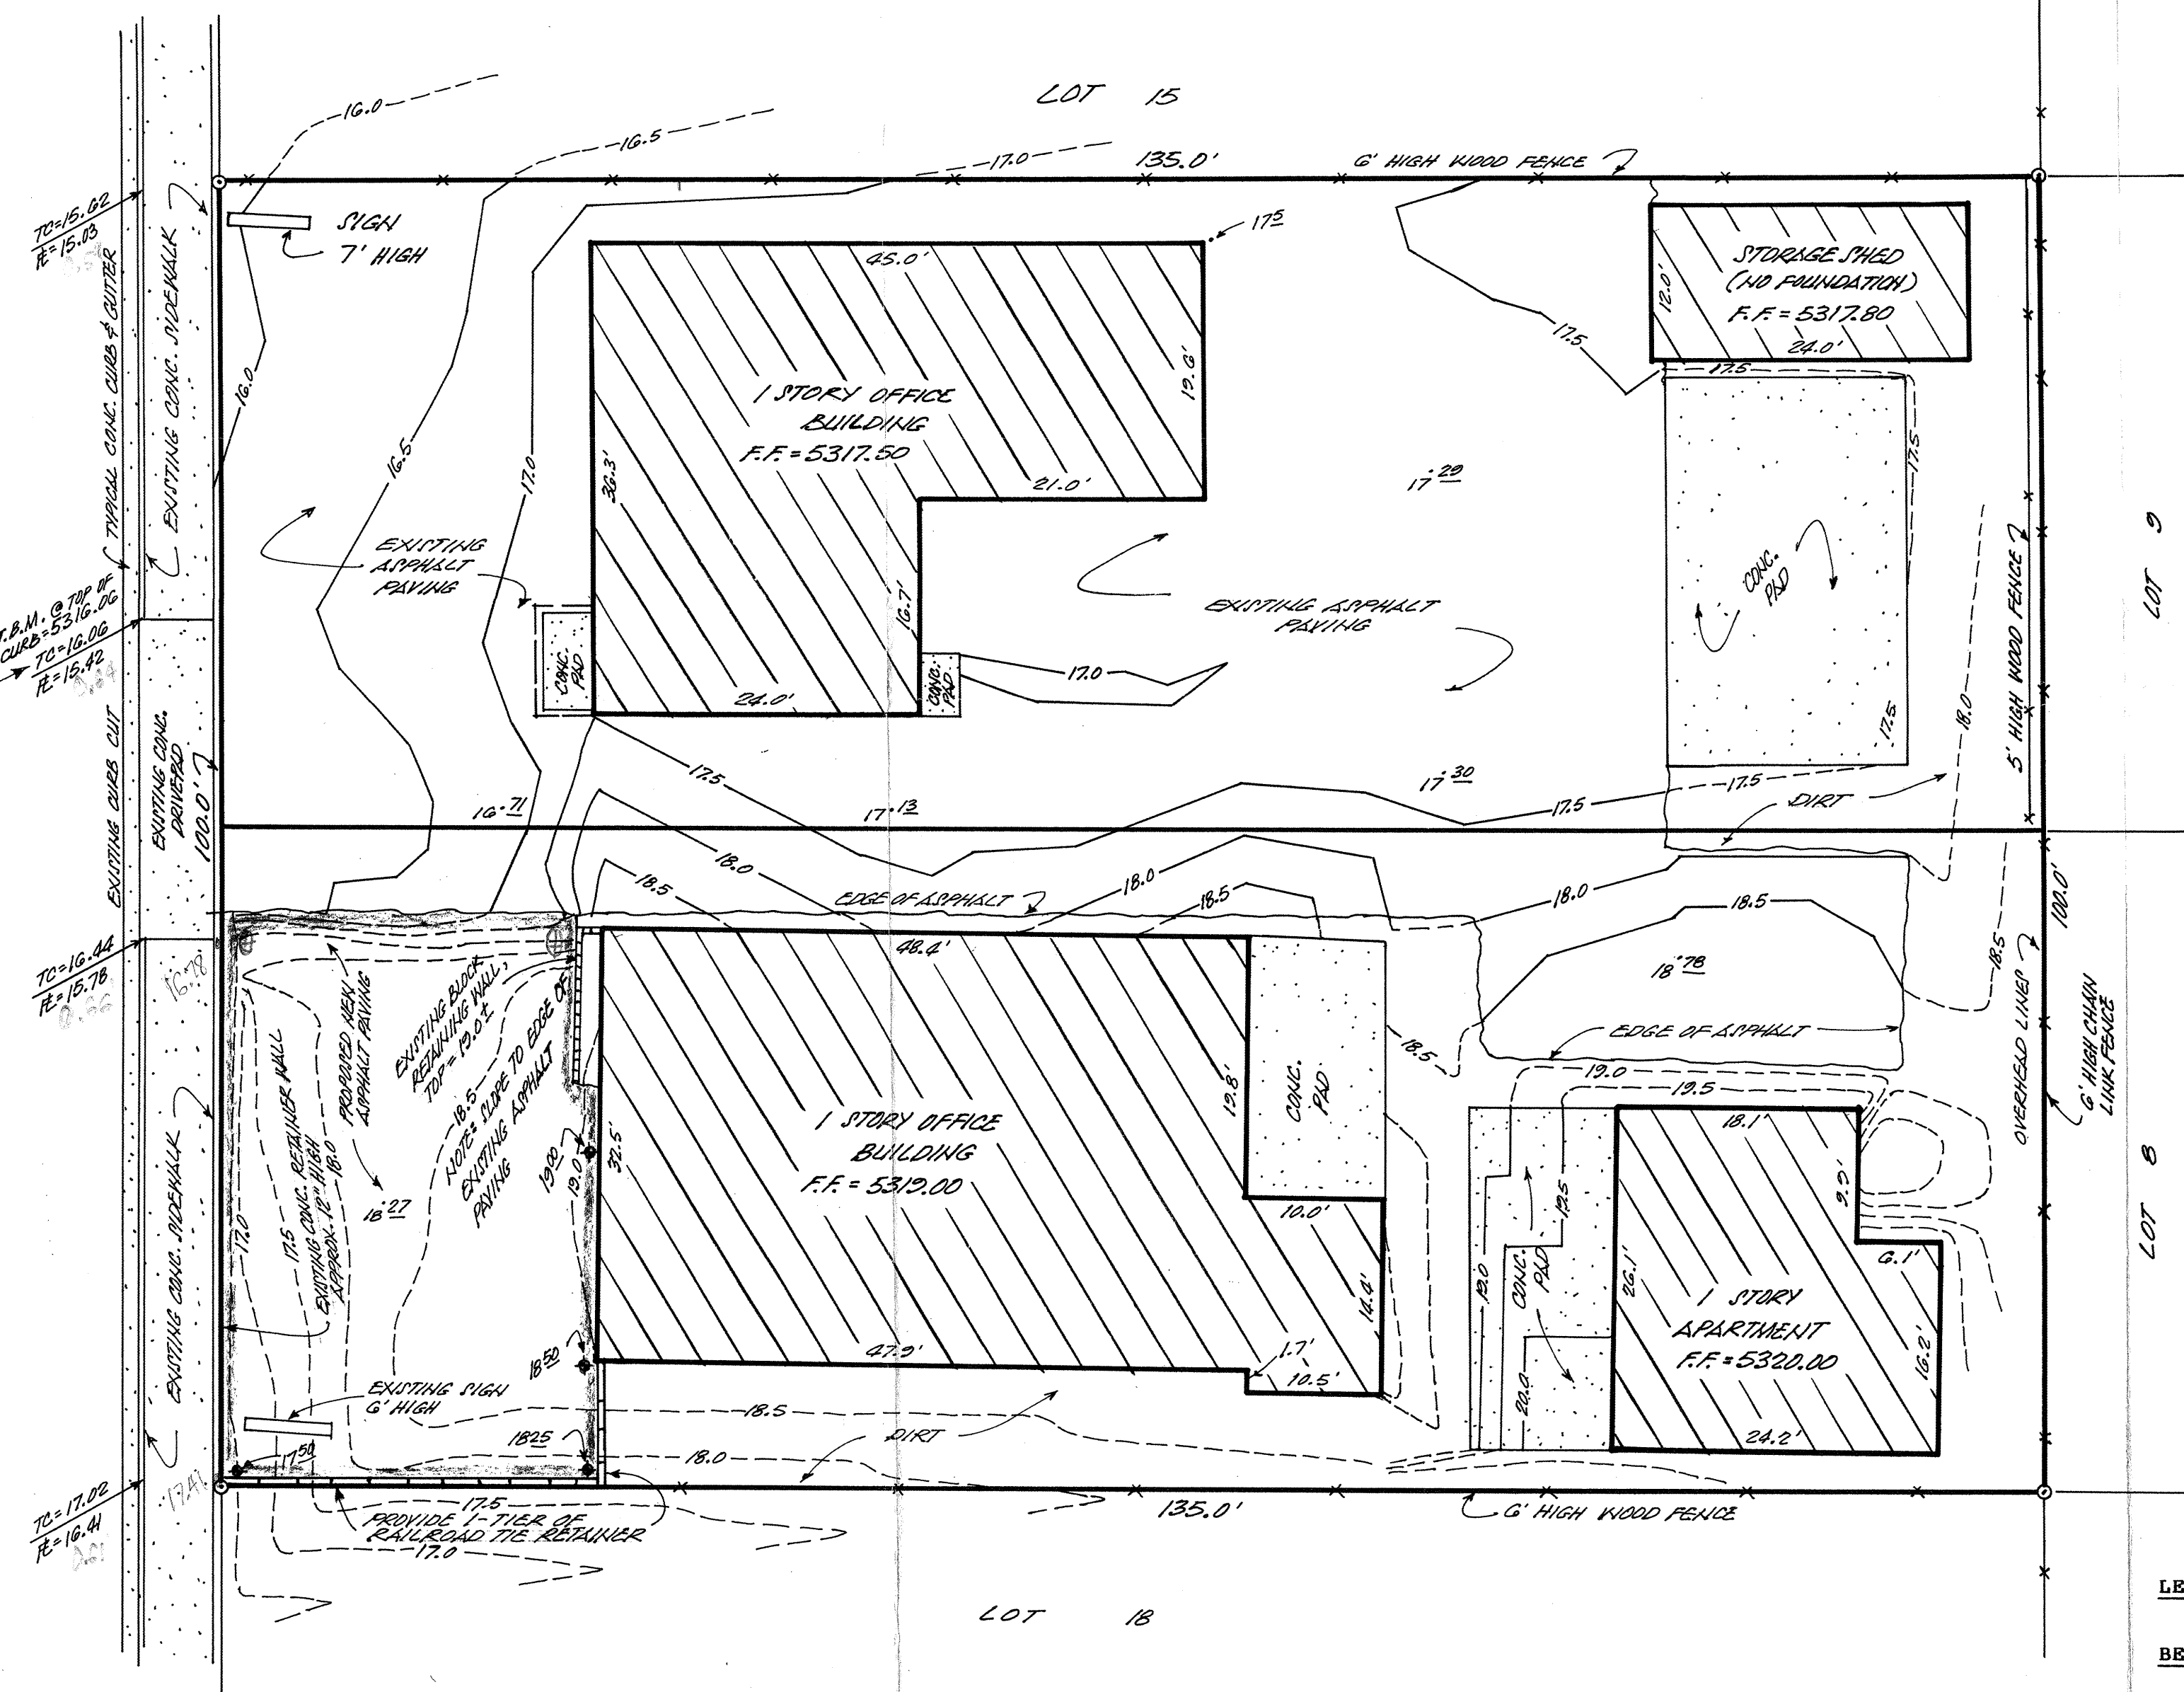 LOT 15
16.0
16.5
17.0
135.0'
6' HIGH WOOD FENCE
TC=15.62
FL=15.03
SIGN
7' HIGH
17⁵
45.0'
STORAGE SHED
(NO FOUNDATION)
F.F. = 5317.80
24.0'
12.0'
17.5
17.5
17.5
TYPICAL CONC. CURB & GUTTER
EXISTING CONC. SIDEWALK
16.0
16.5
17.0
1 STORY OFFICE
BUILDING
F.F. = 5317.50
36.3'
19.6'
21.0'
16.7'
24.0'
17.29
EXISTING
ASPHALT
PAVING
CONC.
PAD
CONC.
PAD
17.0
EXISTING ASPHALT
PAVING
CONC.
PAD
17.5
18.0
5' HIGH WOOD FENCE
LOT 9
T.B.M. @ TOP OF
CURB=5316.06
TC=16.06
FL=15.42
EXISTING CURB CUT
EXISTING CONC.
DRIVEPAD
100.0'
16.71
17.5
17.13
17.30
17.5
17.5
DIRT
18.0
18.5
EDGE OF ASPHALT
18.0
18.5
18.0
18.5
18.78
18.5
100.0'
TC=16.44
FL=15.78
16.78
EDGE OF ASPHALT
18.5
19.0
19.5
OVERHEAD LINES
6' HIGH CHAIN
LINK FENCE
LOT 8
PROPOSED NEW
ASPHALT PAVING
EXISTING BLOCK
RETAINING WALL,
TOP=19.0±
18.5
NOTE: SLOPE TO EDGE OF
EXISTING ASPHALT
PAVING
17.0
17.5
RETAINER WALL
EXISTING CONC.
APPROX. 12" HIGH
18.0
18.27
19.00
19.0
48.4'
32.5'
1 STORY OFFICE
BUILDING
F.F. = 5319.00
19.8'
CONC.
PAD
10.0'
14.4'
1.7'
10.5'
47.9'
19.0
CONC.
PAD
19.5
20.0
18.1'
9.9'
6.1'
26.1'
1 STORY
APARTMENT
F.F. = 5320.00
16.2'
24.2'
EXISTING CONC. SIDEWALK
18.50
EXISTING SIGN
6' HIGH
18.25
17.50
18.5
DIRT
18.0
TC=17.02
FL=16.41
17.41
17.5
PROVIDE 1-TIER OF
RAILROAD TIE RETAINER
17.0
135.0'
6' HIGH WOOD FENCE
LOT 18
LE
BE